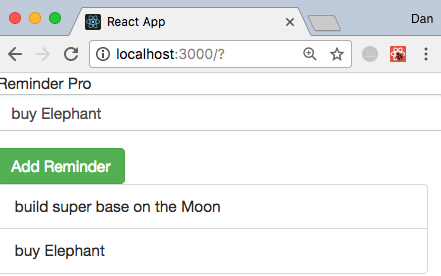 React App
Dan
localhost:3000/?
Reminder Pro
buy Elephant
Add Reminder
build super base on the Moon
buy Elephant